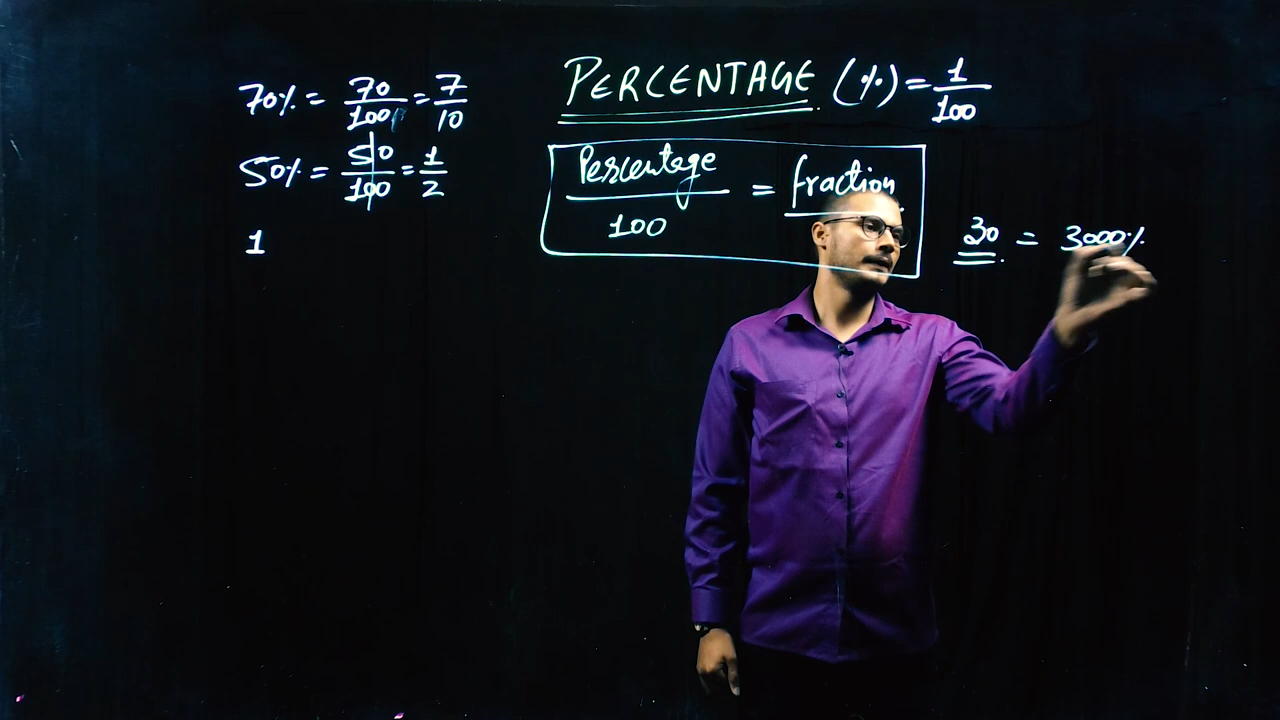 PERCENTAGE (%) = 1/100
70% = 70/100 = 7/10
50% = 50/100 = 1/2
Percentage/100 = fraction
1
30 = 3000%